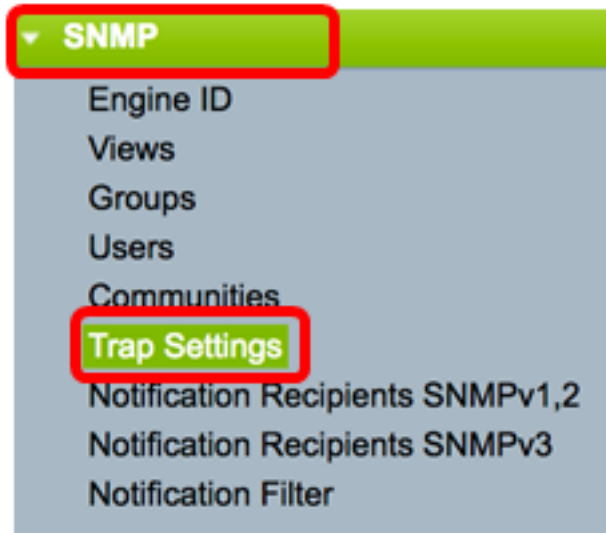 SNMP
Engine ID
Views
Groups
Users
Communities
Trap Settings
Notification Recipients SNMPv1,2
Notification Recipients SNMPv3
Notification Filter